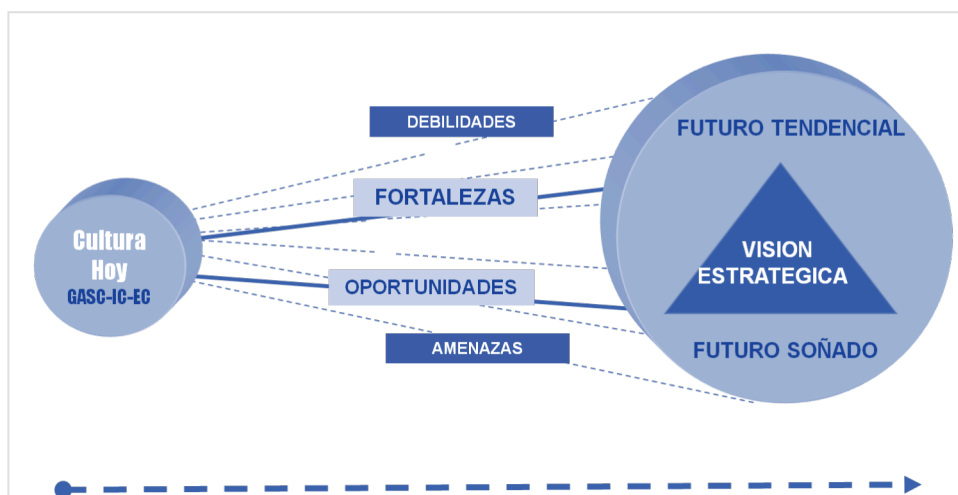 Cultura
Hoy
GASC-IC-EC
DEBILIDADES
FORTALEZAS
OPORTUNIDADES
AMENAZAS
FUTURO TENDENCIAL
VISION
ESTRATEGICA
FUTURO SOÑADO